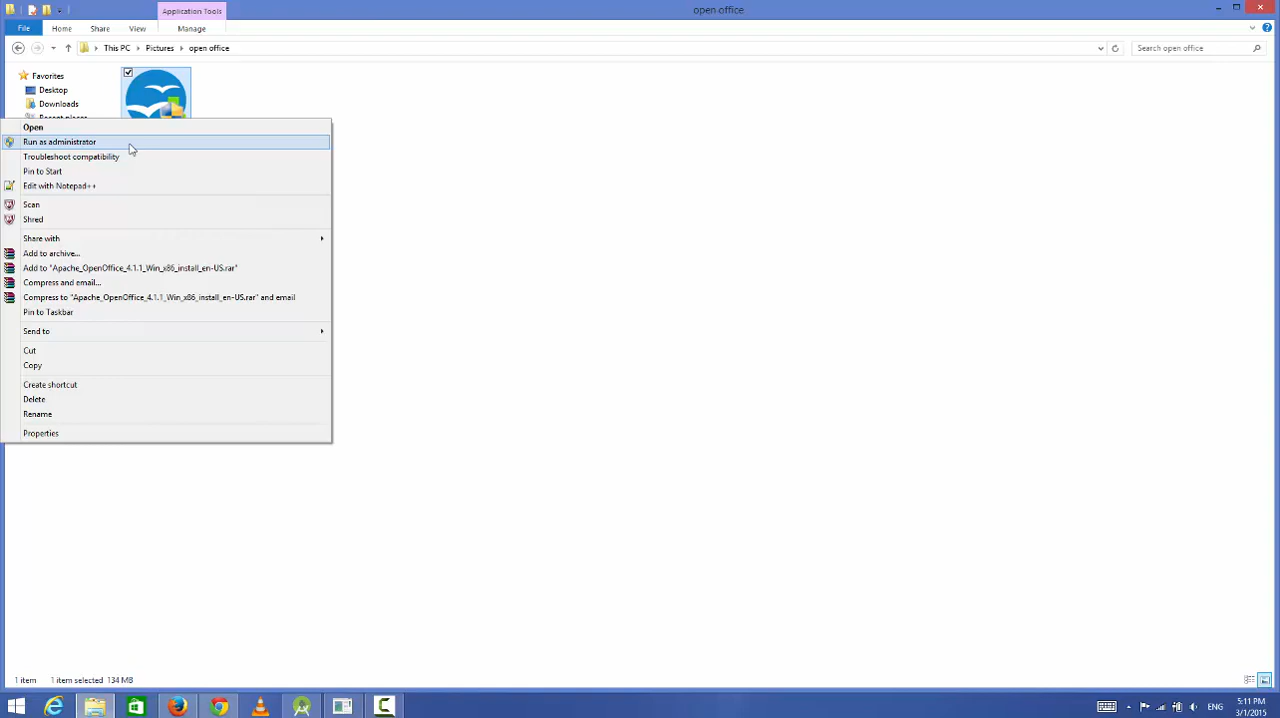 Application Tools
open office
File
Home
Share
View
Manage
This PC
Pictures
open office
Search open office
Favorites
Desktop
Downloads
Recent places
Open
Run as administrator
Troubleshoot compatibility
Pin to Start
Edit with Notepad++
Scan
Shred
Share with
Add to archive...
Add to "Apache_OpenOffice_4.1.1_Win_x86_install_en-US.rar"
Compress and email...
Compress to "Apache_OpenOffice_4.1.1_Win_x86_install_en-US.rar" and email
Pin to Taskbar
Send to
Cut
Copy
Create shortcut
Delete
Rename
Properties
1 item
1 item selected 134 MB
ENG
5:11 PM
3/1/2015